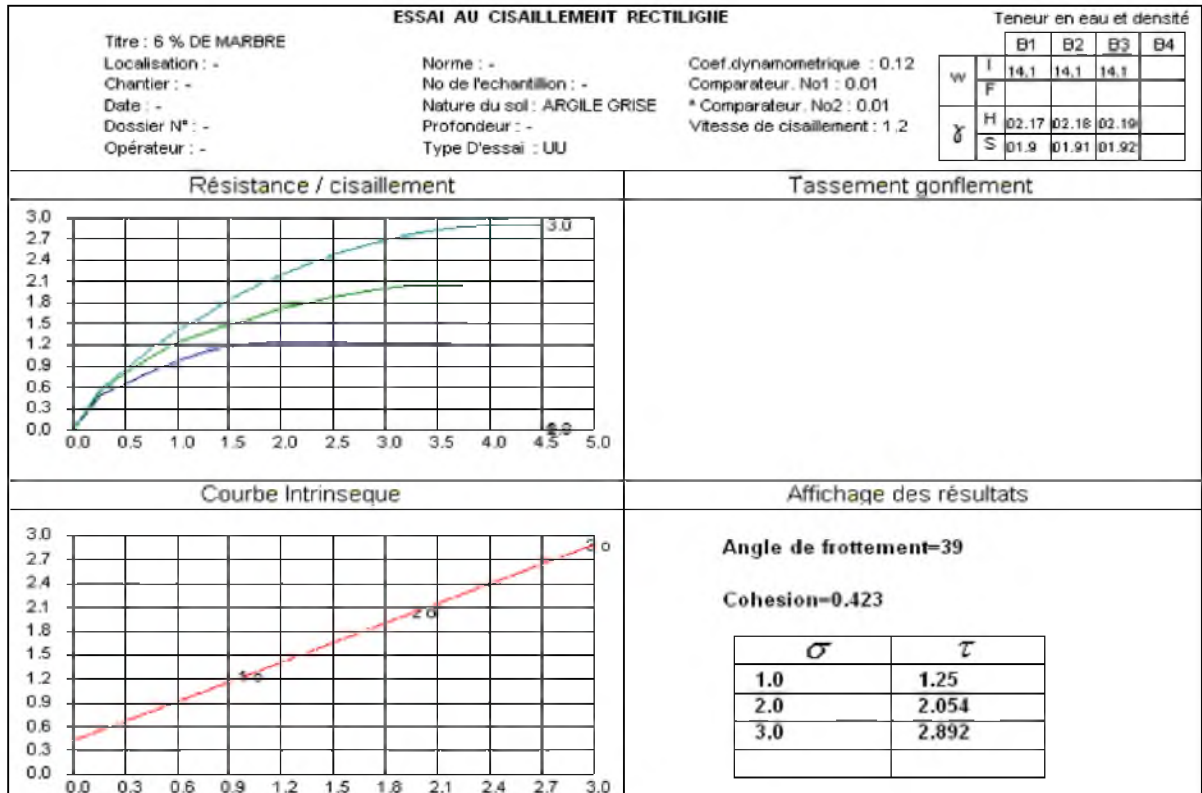 ESSAI AU CISAILLEMENT RECTILIGNE
Titre : 6 % DE MARBRE
Localisation : -
Chantier : -
Date : -
Dossier N° : -
Opérateur : -
Norme : -
No de l'echantillion : -
Nature du sol : ARGILE GRISE
Profondeur : -
Type D'essai : UU
Coef.dynamometrique : 0.12
Comparateur. No1 : 0.01
* Comparateur. No2 : 0.01
Vitesse de cisaillement : 1.2
Teneur en eau et densité
B1 B2 B3 B4
w I 14.1 14.1 14.1
F
γ H 02.17 02.18 02.19
S 01.9 01.91 01.92
Résistance / cisaillement
3.0
2.7
2.4
2.1
1.8
1.5
1.2
0.9
0.6
0.3
0.0
3.0
0.0 0.5 1.0 1.5 2.0 2.5 3.0 3.5 4.0 4.5 5.0
Tassement gonflement
Courbe Intrinseque
3.0
2.7
2.4
2.1
1.8
1.5
1.2
0.9
0.6
0.3
0.0
3 o
2 o
1 o
0.0 0.3 0.6 0.9 1.2 1.5 1.8 2.1 2.4 2.7 3.0
Affichage des résultats
Angle de frottement=39
Cohesion=0.423
σ τ
1.0 1.25
2.0 2.054
3.0 2.892